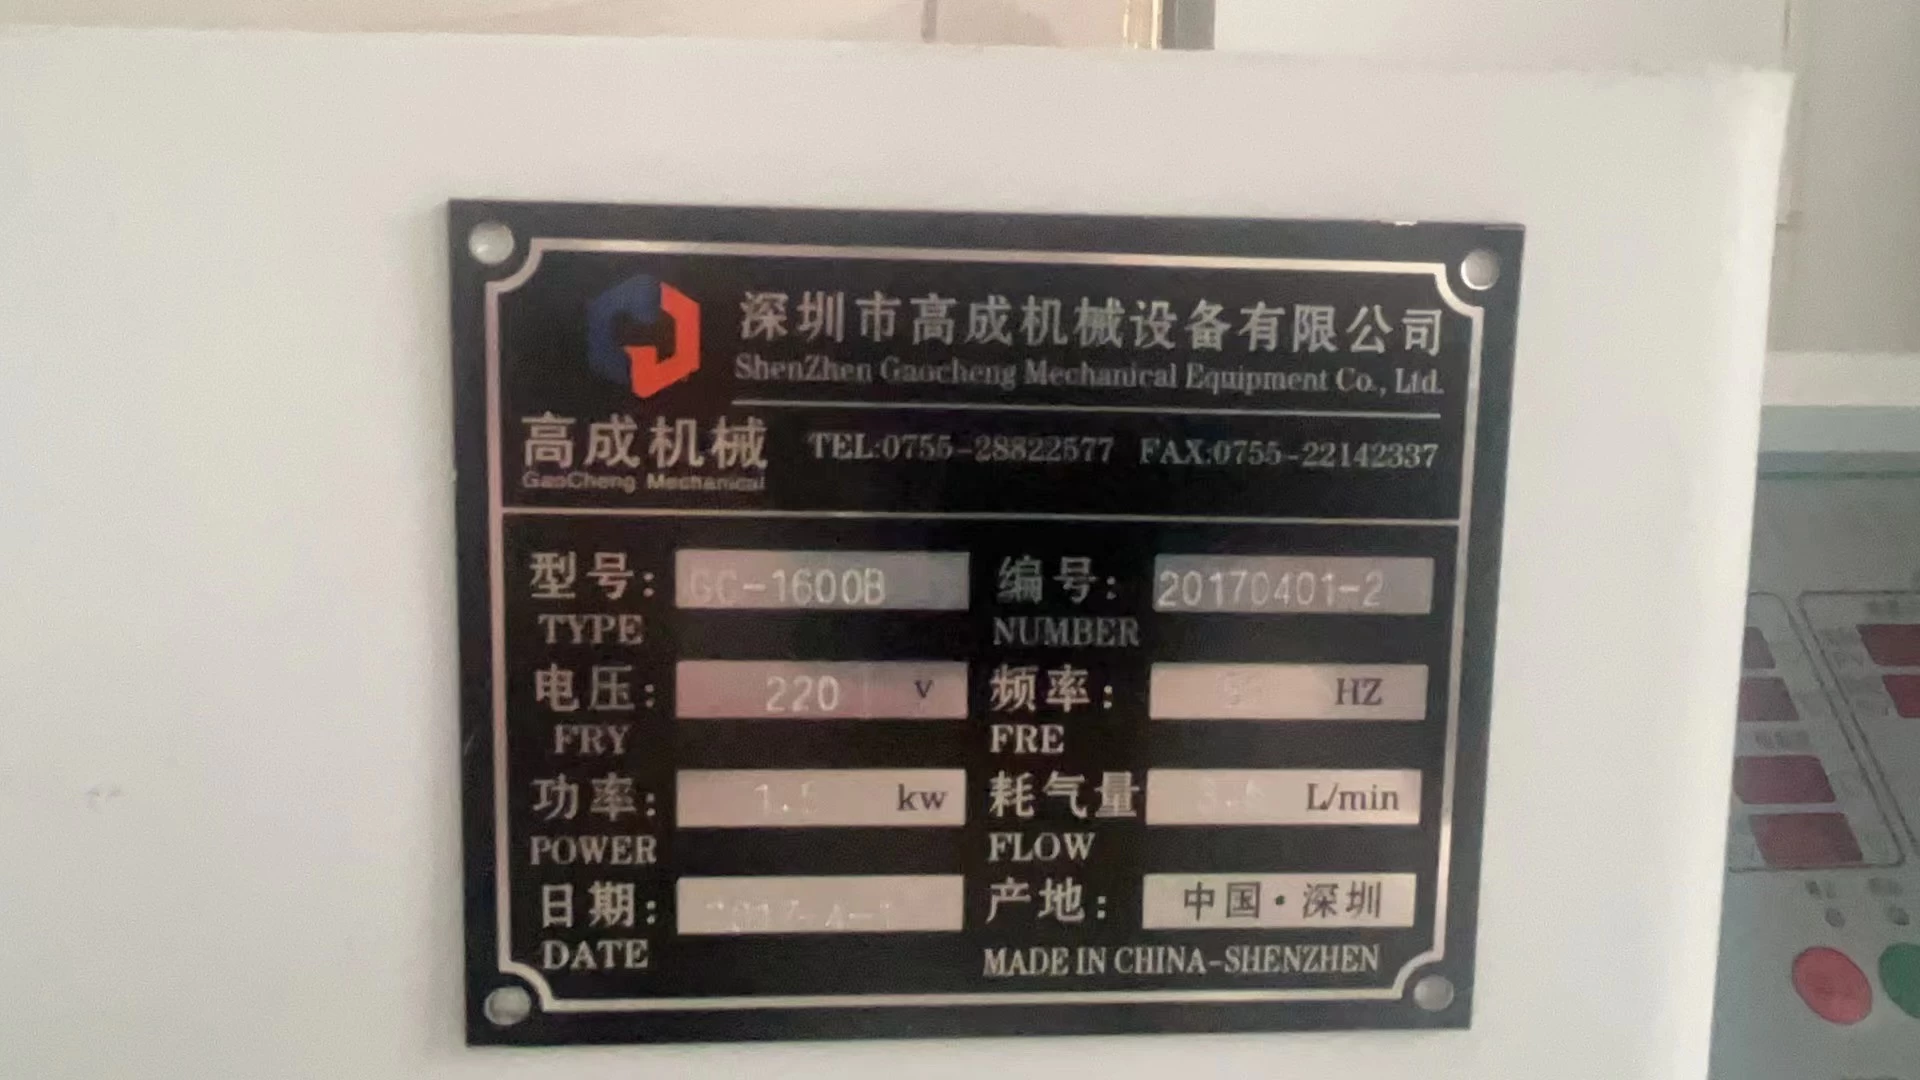 深圳市高成机械设备有限公司
ShenZhen Gaocheng Mechanical Equipment Co., Ltd.
高成机械
GaoCheng Mechanical
TEL:0755-28822577 FAX:0755-22142337
型号: GC-1600B 编号: 20170401-2
TYPE NUMBER
电压: 220 V 频率: HZ
FRY FRE
功率: kw 耗气量 L/min
POWER FLOW
日期: 产地: 中国·深圳
DATE MADE IN CHINA-SHENZHEN